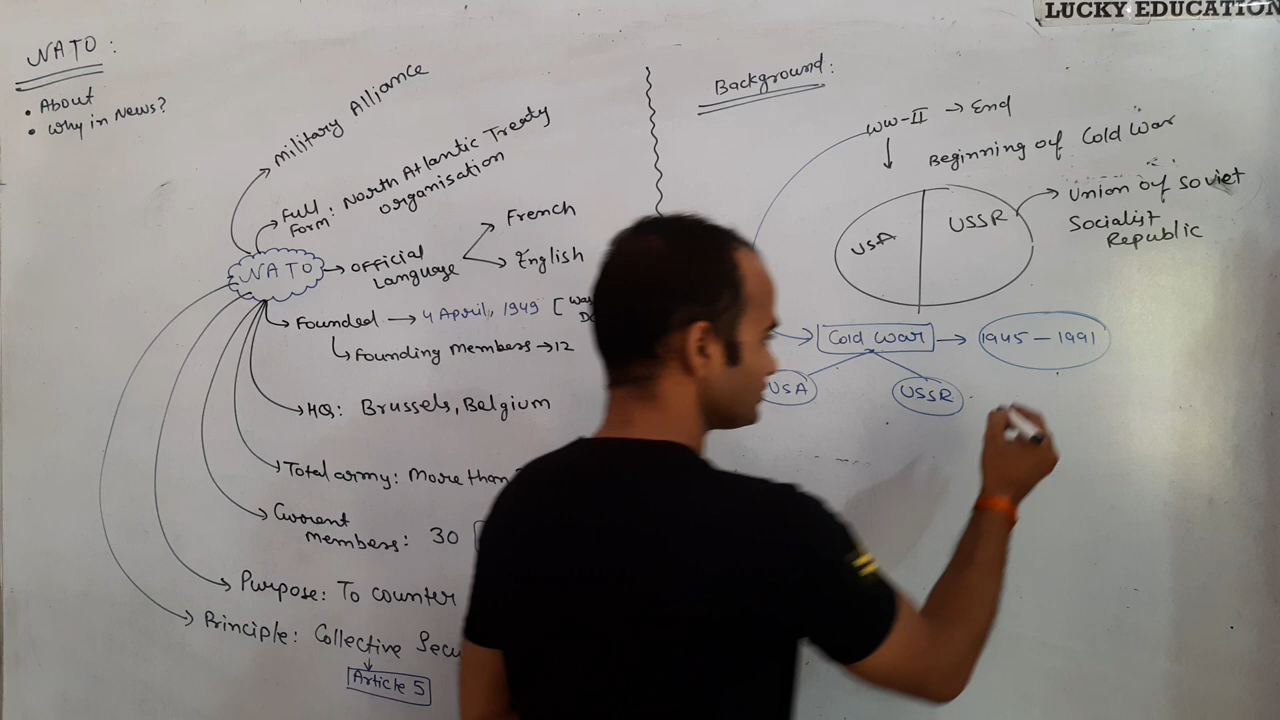 LUCKY EDUCATION
NATO:
• About
• Why in News?
Military Alliance
Full Form: North Atlantic Treaty
Organisation
NATO
Official
Language
French
English
Founded → 4 April, 1949 [
Founding Members → 12
HQ: Brussels, Belgium
Total army: More than
Current
members: 30
Purpose: To counter
Principle: Collective
Article 5
Background:
WW-II → End
Beginning of Cold War
USA
USSR
Union of Soviet
Socialist
Republic
Cold War → 1945 – 1991
USA
USSR